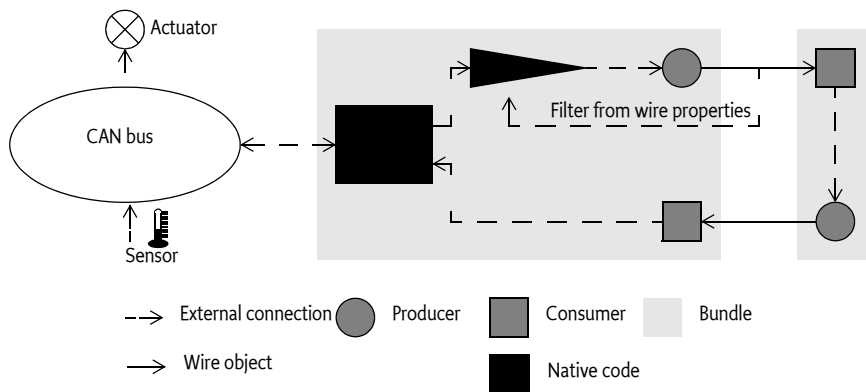 Actuator
CAN bus
Filter from wire properties
Sensor
External connection
Producer
Consumer
Bundle
Wire object
Native code